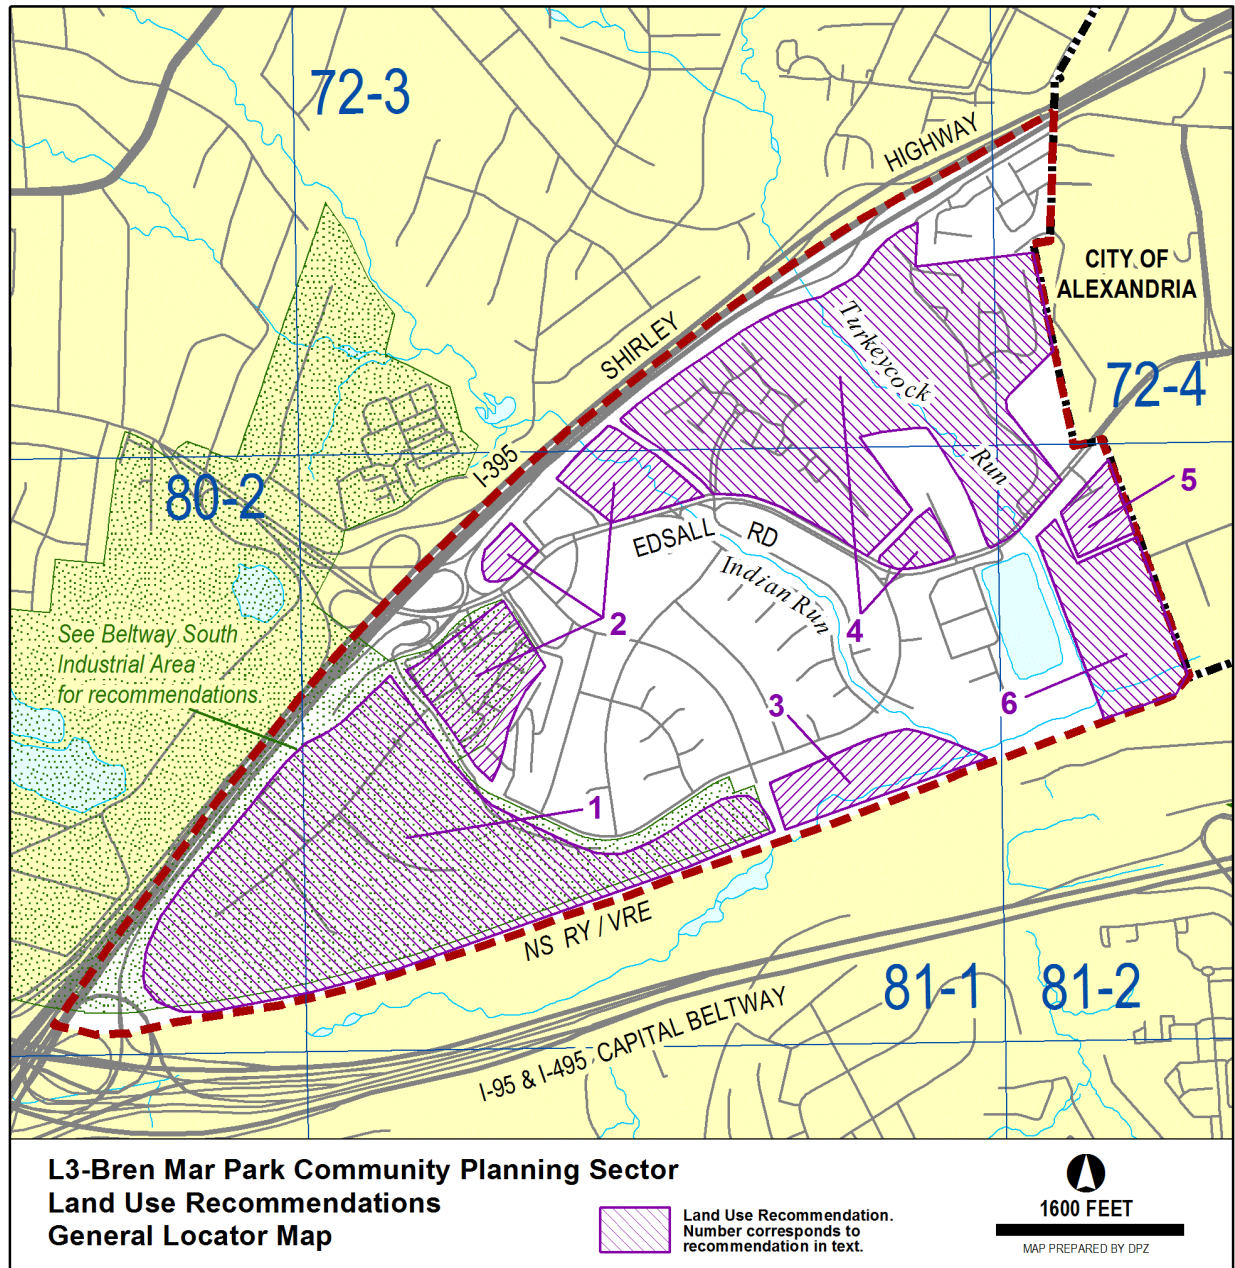 72-3
HIGHWAY
CITY OF
ALEXANDRIA
SHIRLEY
Turkeycock
72-4
I-395
Run
80-2
5
EDSALL
RD
Indian Run
See Beltway South
Industrial Area
for recommendations
2
4
3
6
1
NS RY / VRE
81-1
81-2
I-95 & I-495 CAPITAL BELTWAY
L3-Bren Mar Park Community Planning Sector
Land Use Recommendations
General Locator Map
Land Use Recommendation.
Number corresponds to
recommendation in text.
1600 FEET
MAP PREPARED BY DPZ